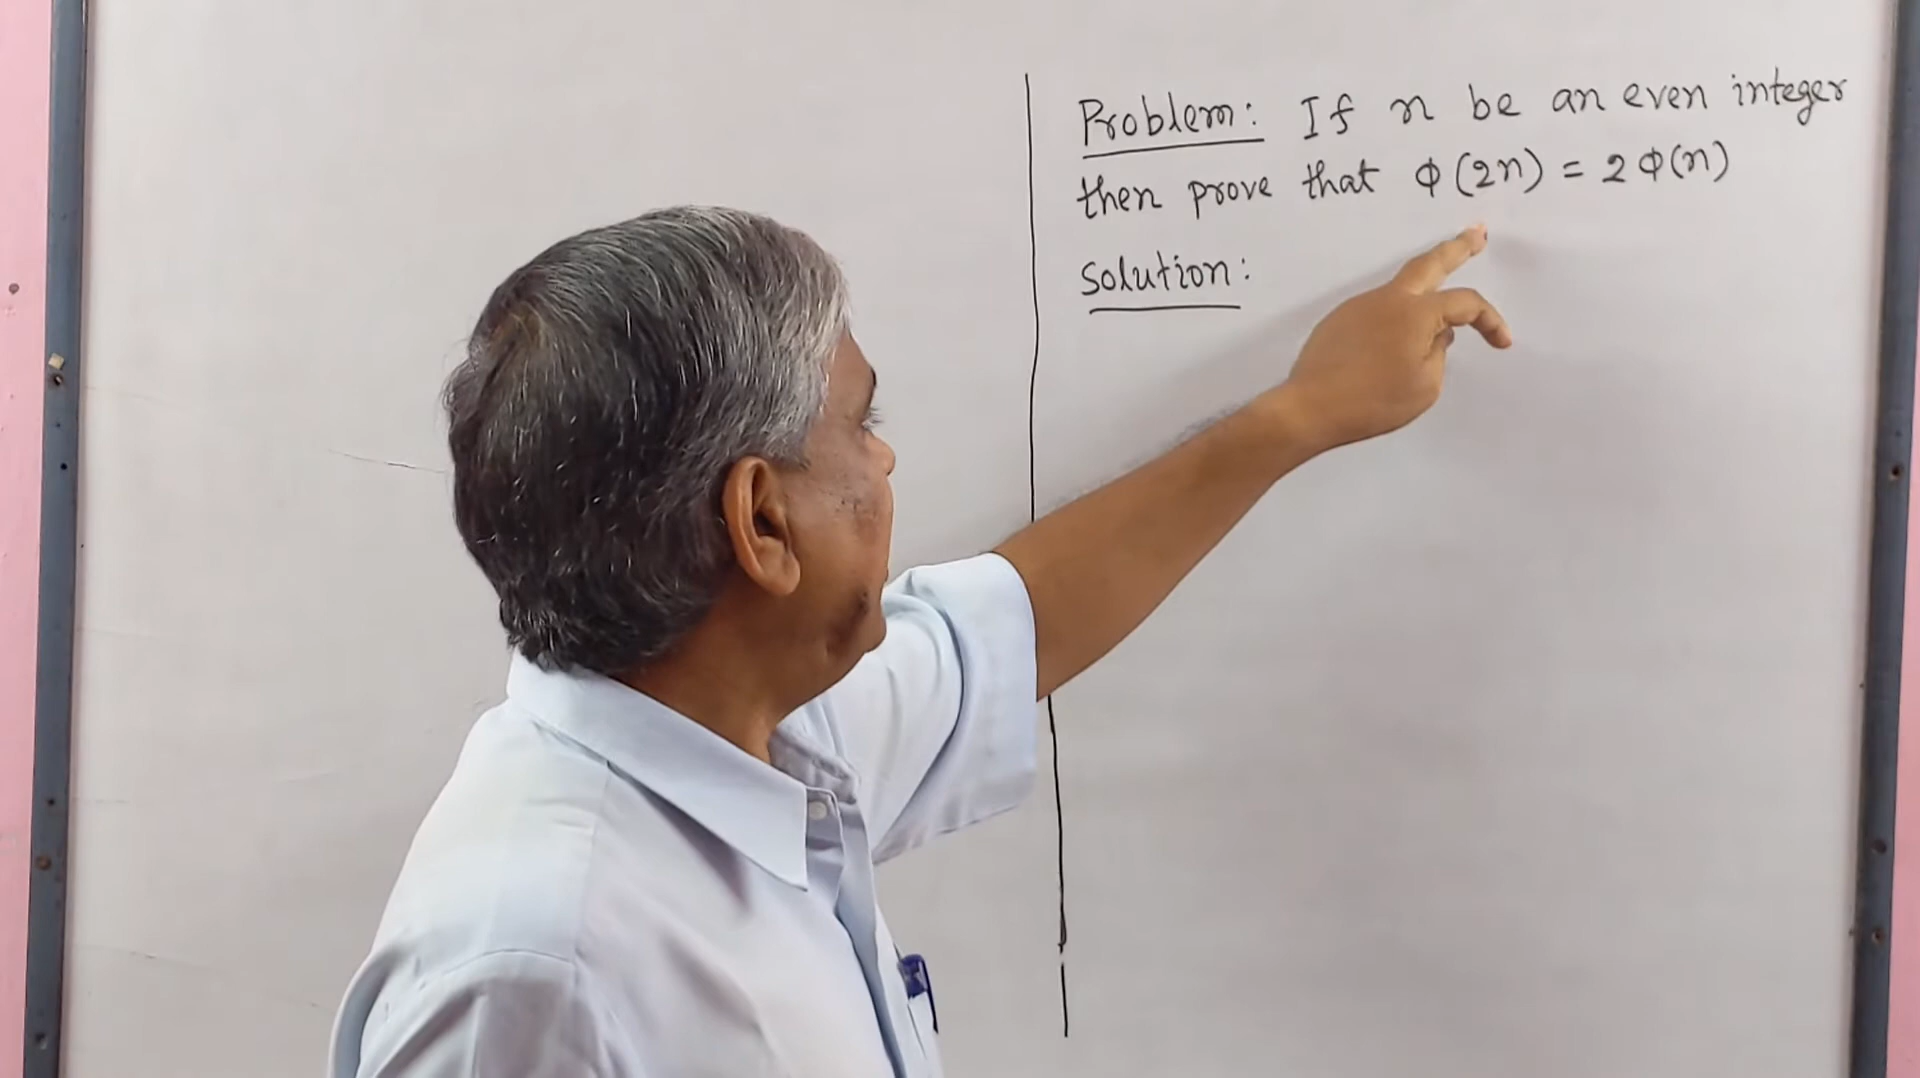 Problem: If n be an even integer
then prove that Φ(2n) = 2Φ(n)
Solution: